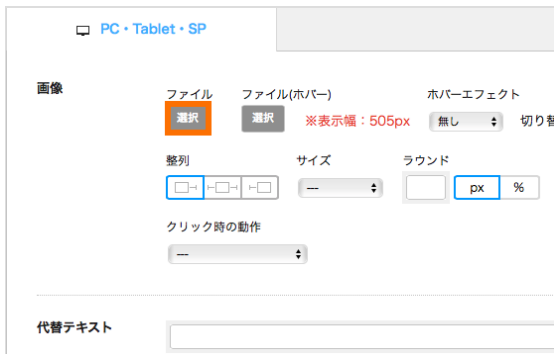 PC・Tablet・SP
画像
ファイル ファイル(ホバー) ホバーエフェクト
選択 選択 ※表示幅：505px 無し 切り替
整列 サイズ ラウンド
--- px %
クリック時の動作
---
代替テキスト